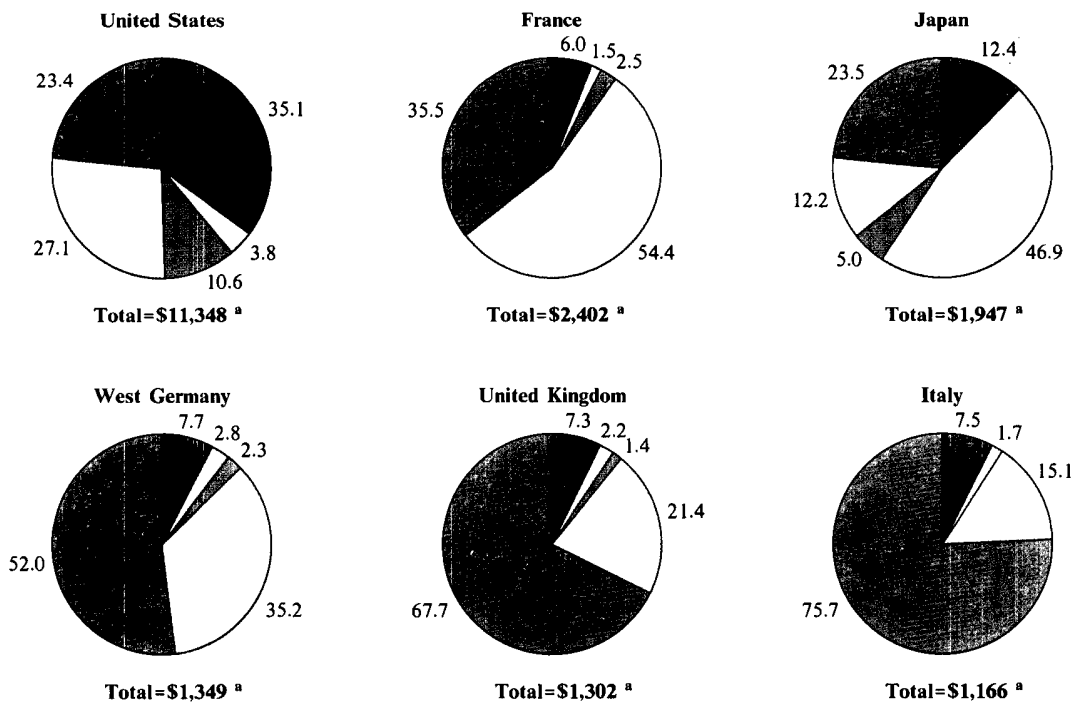 United States
23.4
35.1
27.1
3.8
10.6
Total=$11,348 a
France
6.0
1.5
2.5
35.5
54.4
Total=$2,402 a
Japan
12.4
23.5
12.2
5.0
46.9
Total=$1,947 a
West Germany
7.7
2.8
2.3
52.0
35.2
Total=$1,349 a
United Kingdom
7.3
2.2
1.4
21.4
67.7
Total=$1,302 a
Italy
7.5
1.7
15.1
75.7
Total=$1,166 a